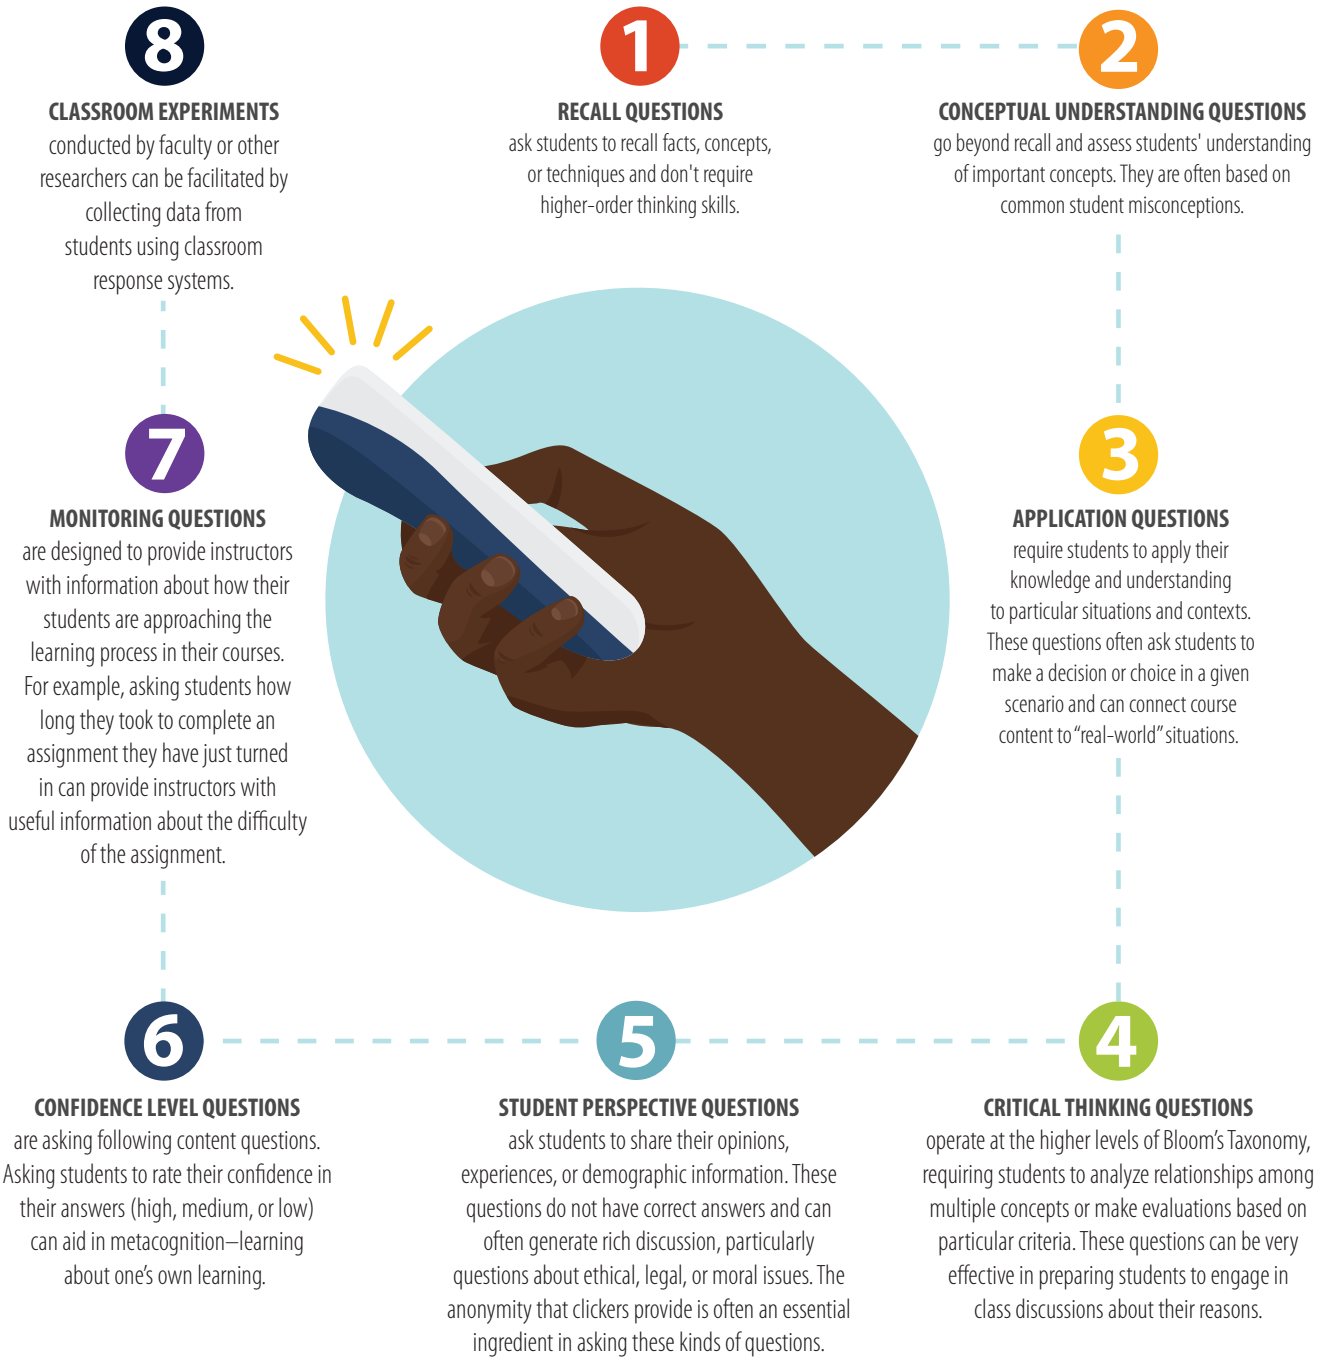 1
RECALL QUESTIONS
ask students to recall facts, concepts,
or techniques and don't require
higher-order thinking skills.
2
CONCEPTUAL UNDERSTANDING QUESTIONS
go beyond recall and assess students' understanding
of important concepts. They are often based on
common student misconceptions.
3
APPLICATION QUESTIONS
require students to apply their
knowledge and understanding
to particular situations and contexts.
These questions often ask students to
make a decision or choice in a given
scenario and can connect course
content to “real-world” situations.
4
CRITICAL THINKING QUESTIONS
operate at the higher levels of Bloom’s Taxonomy,
requiring students to analyze relationships among
multiple concepts or make evaluations based on
particular criteria. These questions can be very
effective in preparing students to engage in
class discussions about their reasons.
5
STUDENT PERSPECTIVE QUESTIONS
ask students to share their opinions,
experiences, or demographic information. These
questions do not have correct answers and can
often generate rich discussion, particularly
questions about ethical, legal, or moral issues. The
anonymity that clickers provide is often an essential
ingredient in asking these kinds of questions.
6
CONFIDENCE LEVEL QUESTIONS
are asking following content questions.
Asking students to rate their confidence in
their answers (high, medium, or low)
can aid in metacognition–learning
about one’s own learning.
7
MONITORING QUESTIONS
are designed to provide instructors
with information about how their
students are approaching the
learning process in their courses.
For example, asking students how
long they took to complete an
assignment they have just turned
in can provide instructors with
useful information about the difficulty
of the assignment.
8
CLASSROOM EXPERIMENTS
conducted by faculty or other
researchers can be facilitated by
collecting data from
students using classroom
response systems.